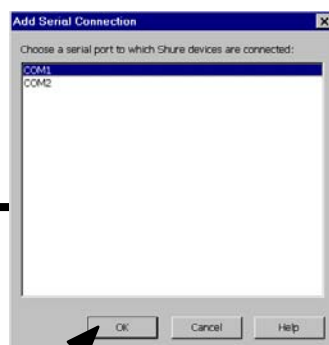 Add Serial Connection
Choose a serial port to which Shure devices are connected:
COM1
COM2
OK Cancel Help